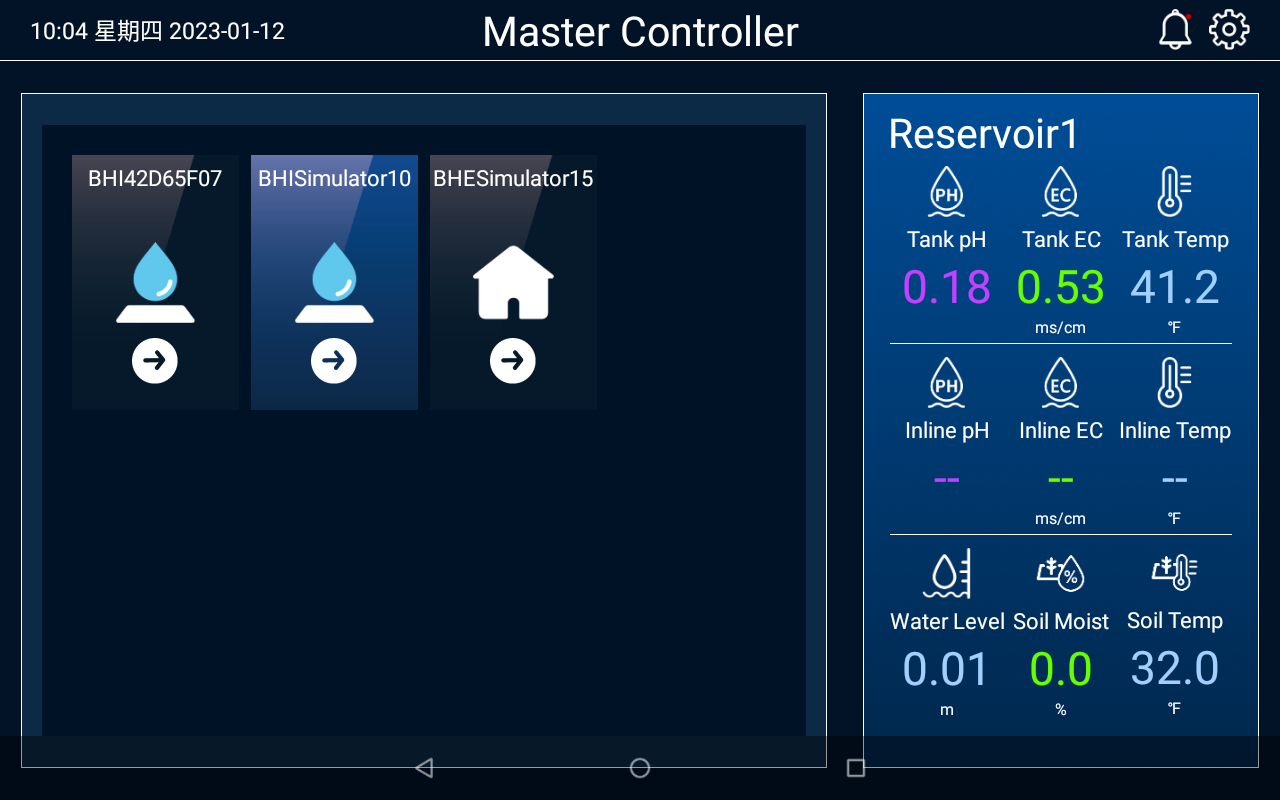 10:04 星期四 2023-01-12
Master Controller
BHI42D65F07
BHISimulator10
BHESimulator15
Reservoir1
PH EC
Tank pH Tank EC Tank Temp
0.18 0.53 41.2
ms/cm ℉
PH EC
Inline pH Inline EC Inline Temp
-- -- --
ms/cm ℉
%
Water Level Soil Moist Soil Temp
0.01 0.0 32.0
m % ℉